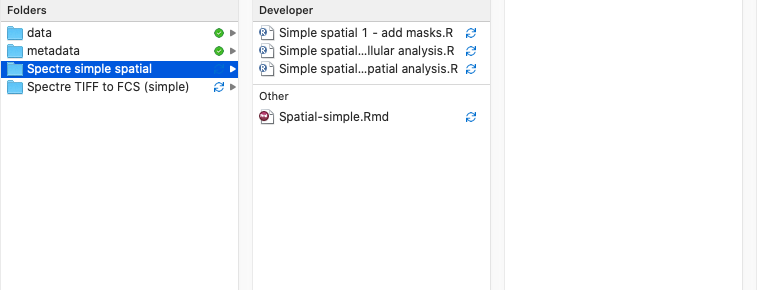 Folders
data
metadata
Spectre simple spatial
Spectre TIFF to FCS (simple)
Developer
Simple spatial 1 - add masks.R
Simple spatial...llular analysis.R
Simple spatial...patial analysis.R
Other
Spatial-simple.Rmd